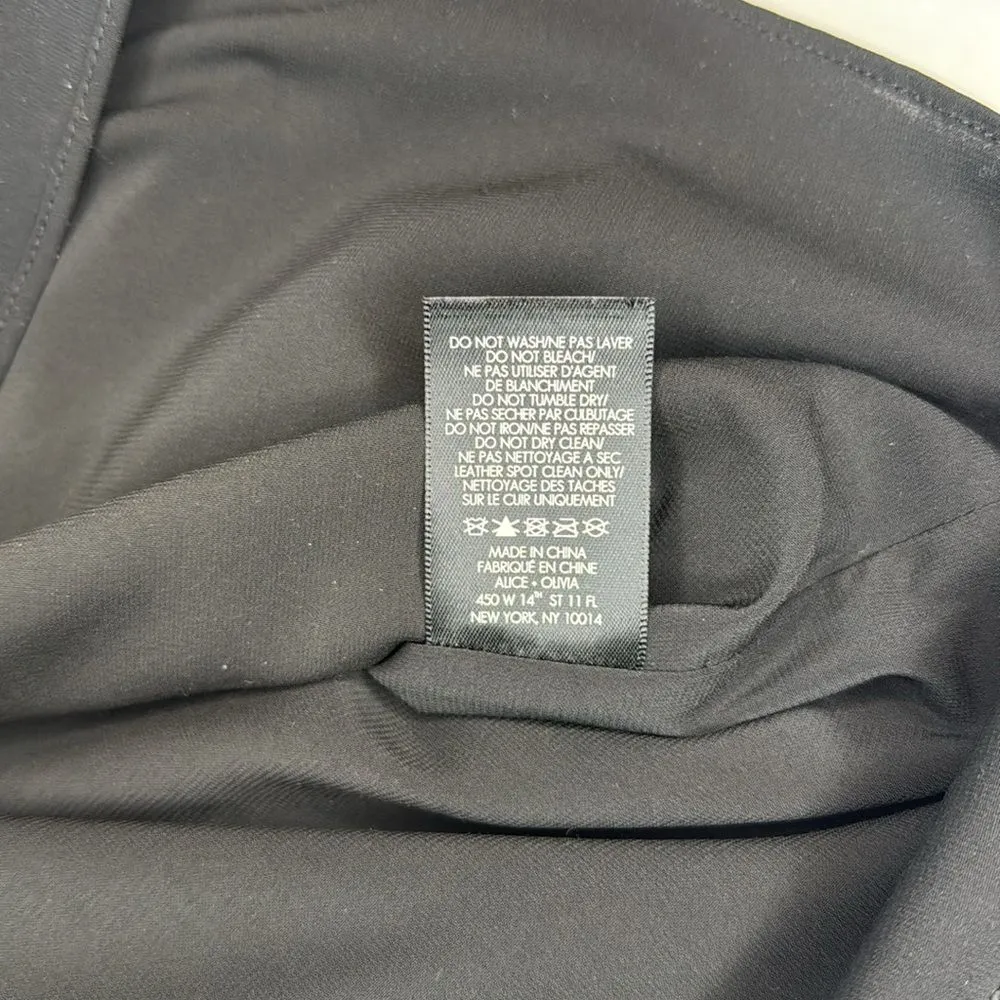 DO NOT WASH/NE PAS LAVER
DO NOT BLEACH/
NE PAS UTILISER D'AGENT
DE BLANCHIMENT
DO NOT TUMBLE DRY/
NE PAS SECHER PAR CULBUTAGE
DO NOT IRON/NE PAS REPASSER
DO NOT DRY CLEAN/
NE PAS NETTOYAGE A SEC
LEATHER SPOT CLEAN ONLY/
NETTOYAGE DES TACHES
SUR LE CUIR UNIQUEMENT
MADE IN CHINA
FABRIQUÉ EN CHINE
ALICE + OLIVIA
450 W 14TH ST 11 FL
NEW YORK, NY 10014